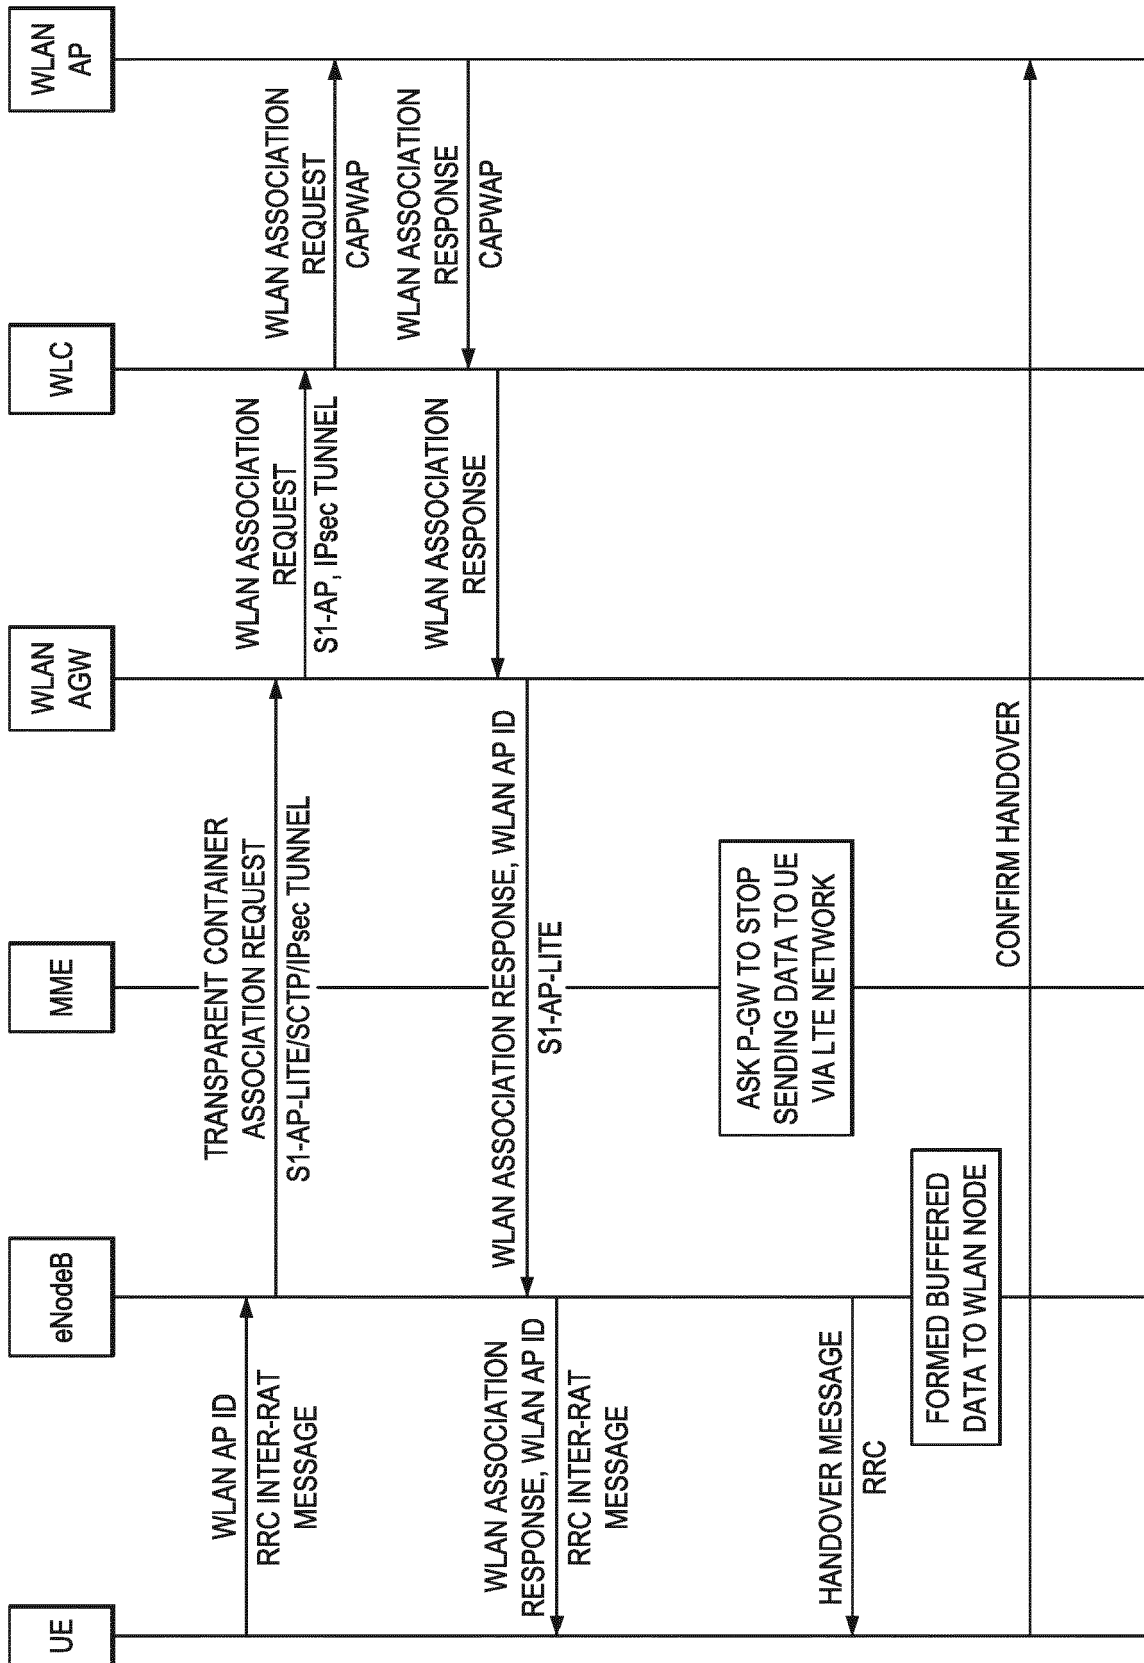 UE
eNodeB
MME
WLAN
AGW
WLC
WLAN
AP
WLAN AP ID
RRC INTER-RAT
MESSAGE
TRANSPARENT CONTAINER
ASSOCIATION REQUEST
S1-AP-LITE/SCTP/IPsec TUNNEL
WLAN ASSOCIATION
REQUEST
S1-AP, IPsec TUNNEL
WLAN ASSOCIATION
REQUEST
CAPWAP
WLAN ASSOCIATION
RESPONSE
CAPWAP
WLAN ASSOCIATION
RESPONSE
WLAN ASSOCIATION RESPONSE, WLAN AP ID
S1-AP-LITE
WLAN ASSOCIATION
RESPONSE, WLAN AP ID
RRC INTER-RAT
MESSAGE
ASK P-GW TO STOP
SENDING DATA TO UE
VIA LTE NETWORK
HANDOVER MESSAGE
RRC
FORMED BUFFERED
DATA TO WLAN NODE
CONFIRM HANDOVER